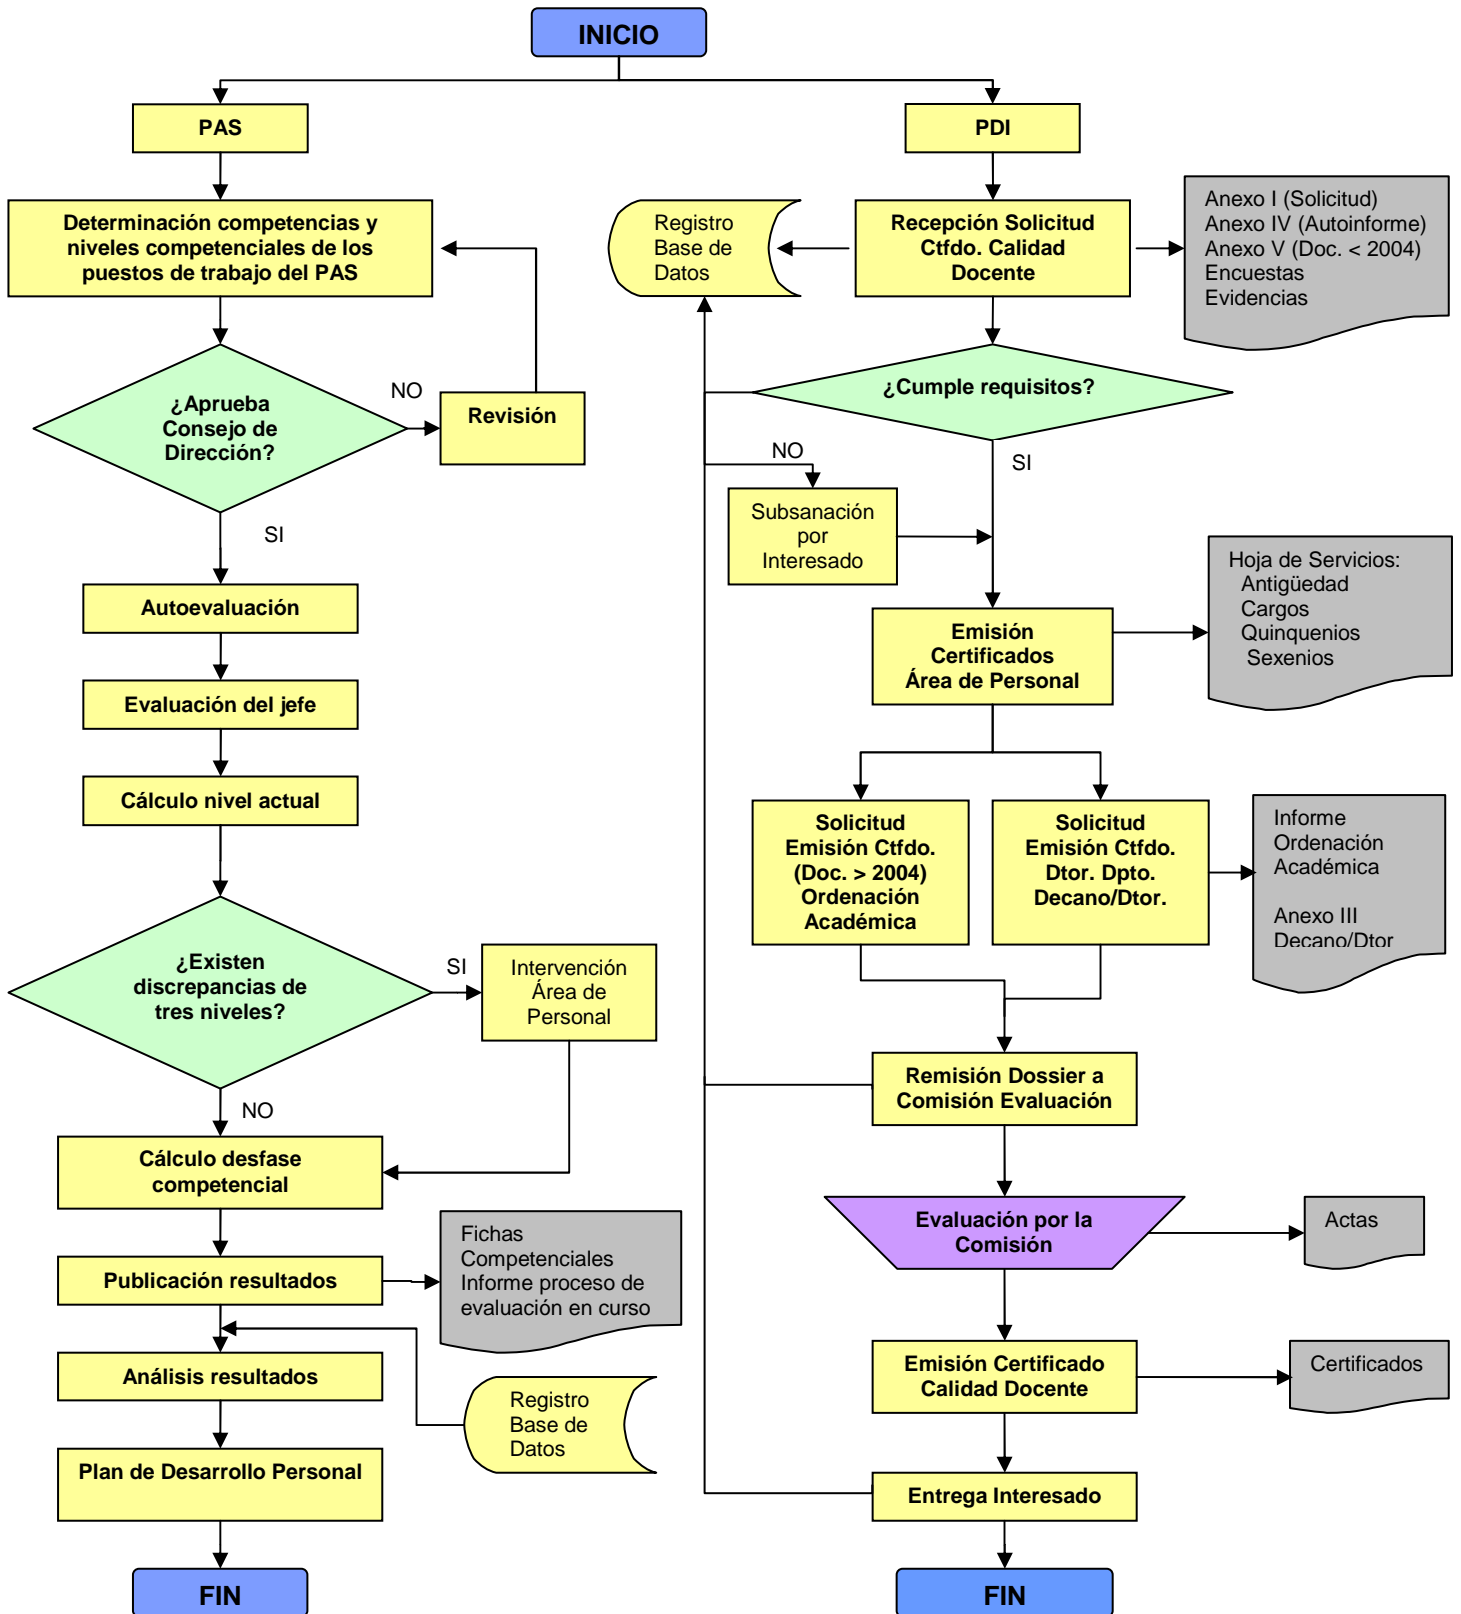 INICIO
PAS
Determinación competencias y
niveles competenciales de los
puestos de trabajo del PAS
¿Aprueba
Consejo de
Dirección?
NO
Revisión
SI
Autoevaluación
Evaluación del jefe
Cálculo nivel actual
¿Existen
discrepancias de
tres niveles?
SI
Intervención
Área de
Personal
NO
Cálculo desfase
competencial
Publicación resultados
Fichas
Competenciales
Informe proceso de
evaluación en curso
Análisis resultados
Registro
Base de
Datos
Plan de Desarrollo Personal
FIN
PDI
Registro
Base de
Datos
Recepción Solicitud
Ctfdo. Calidad
Docente
Anexo I (Solicitud)
Anexo IV (Autoinforme)
Anexo V (Doc. < 2004)
Encuestas
Evidencias
¿Cumple requisitos?
NO
SI
Subsanación
por
Interesado
Emisión
Certificados
Área de Personal
Hoja de Servicios:
Antigüedad
Cargos
Quinquenios
Sexenios
Solicitud
Emisión Ctfdo.
(Doc. > 2004)
Ordenación
Académica
Solicitud
Emisión Ctfdo.
Dtor. Dpto.
Decano/Dtor.
Informe
Ordenación
Académica
Anexo III
Decano/Dtor
Remisión Dossier a
Comisión Evaluación
Evaluación por la
Comisión
Actas
Emisión Certificado
Calidad Docente
Certificados
Entrega Interesado
FIN